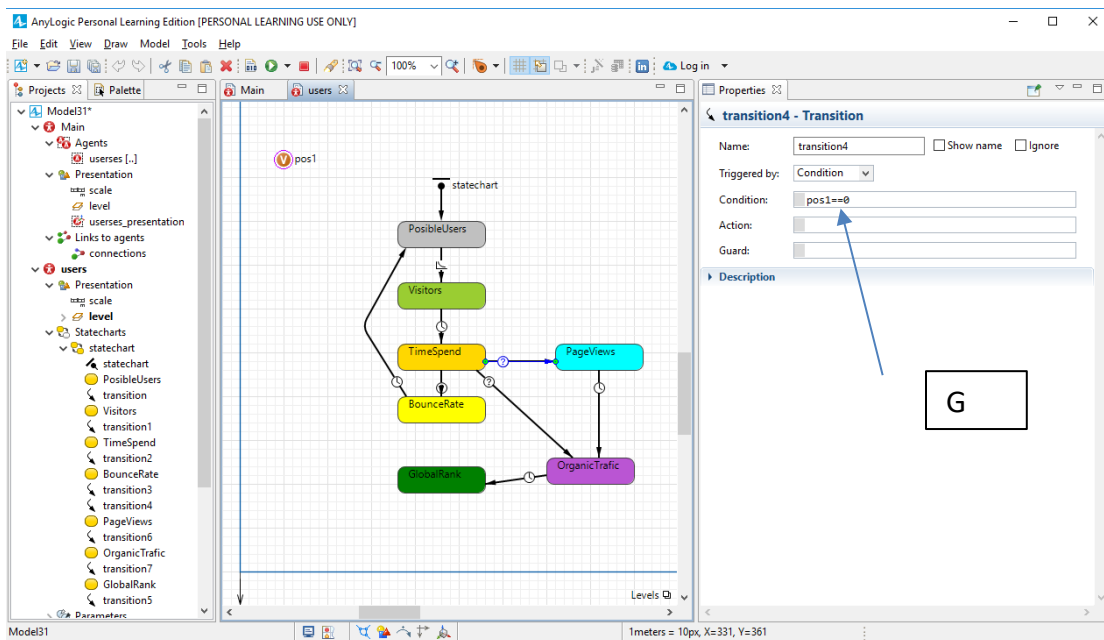 AnyLogic Personal Learning Edition [PERSONAL LEARNING USE ONLY]
File Edit View Draw Model Tools Help
100%
Log in
Projects
Palette
Model31*
Main
Agents
userses [..]
Presentation
scale
level
userses_presentation
Links to agents
connections
users
Presentation
scale
level
Statecharts
statechart
statechart
PosibleUsers
transition
Visitors
transition1
TimeSpend
transition2
BounceRate
transition3
transition4
PageViews
transition6
OrganicTrafic
transition7
GlobalRank
transition5
Parameters
Main
users
V pos1
statechart
PosibleUsers
Visitors
TimeSpend
? PageViews
?
BounceRate
OrganicTrafic
GlobalRank
Levels
Properties
transition4 - Transition
Name: transition4 Show name Ignore
Triggered by: Condition
Condition: pos1==0
Action:
Guard:
Description
G
Model31
1meters = 10px, X=331, Y=361